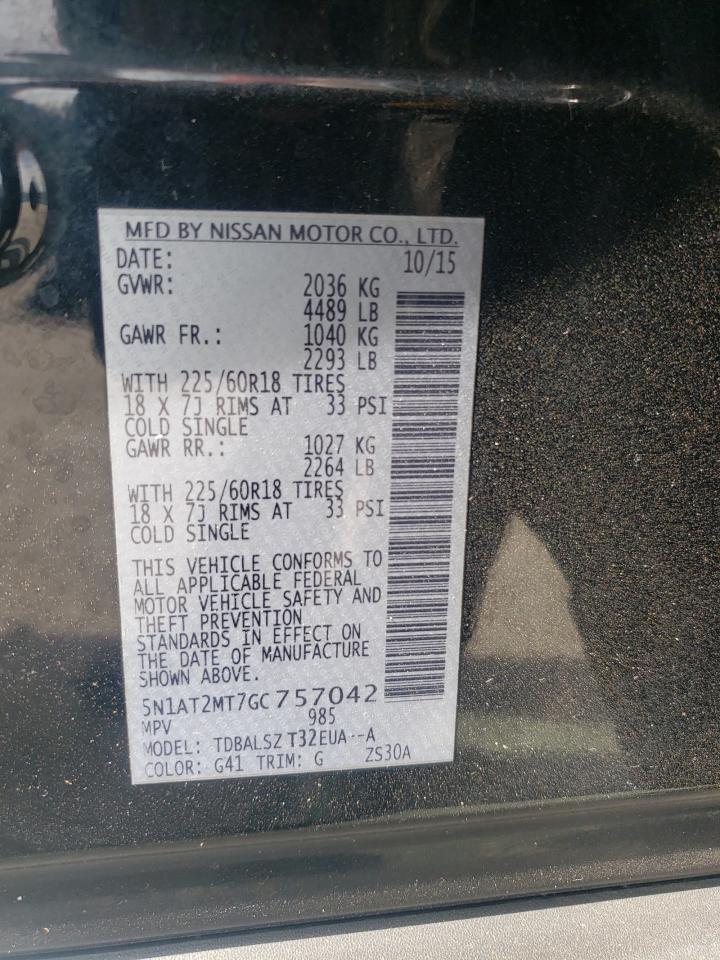 MFD BY NISSAN MOTOR CO., LTD.
DATE: 10/15
GVWR: 2036 KG
4489 LB
GAWR FR.: 1040 KG
2293 LB
WITH 225/60R18 TIRES
18 X 7J RIMS AT 33 PSI
COLD SINGLE
GAWR RR.: 1027 KG
2264 LB
WITH 225/60R18 TIRES
18 X 7J RIMS AT 33 PSI
COLD SINGLE
THIS VEHICLE CONFORMS TO
ALL APPLICABLE FEDERAL
MOTOR VEHICLE SAFETY AND
THEFT PREVENTION
STANDARDS IN EFFECT ON
THE DATE OF MANUFACTURE
SHOWN ABOVE.
5N1AT2MT7GC757042
MPV 985
MODEL: TDBALSZ T32EUA--A
COLOR: G41 TRIM: G ZS30A